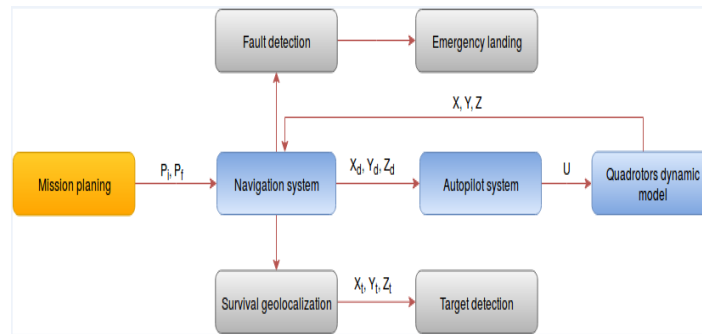 Fault detection
Emergency landing
X, Y, Z
Mission planing
Pi, Pf
Navigation system
Xd, Yd, Zd
Autopilot system
U
Quadrotors dynamic
model
Survival geolocalization
Xt, Yt, Zt
Target detection